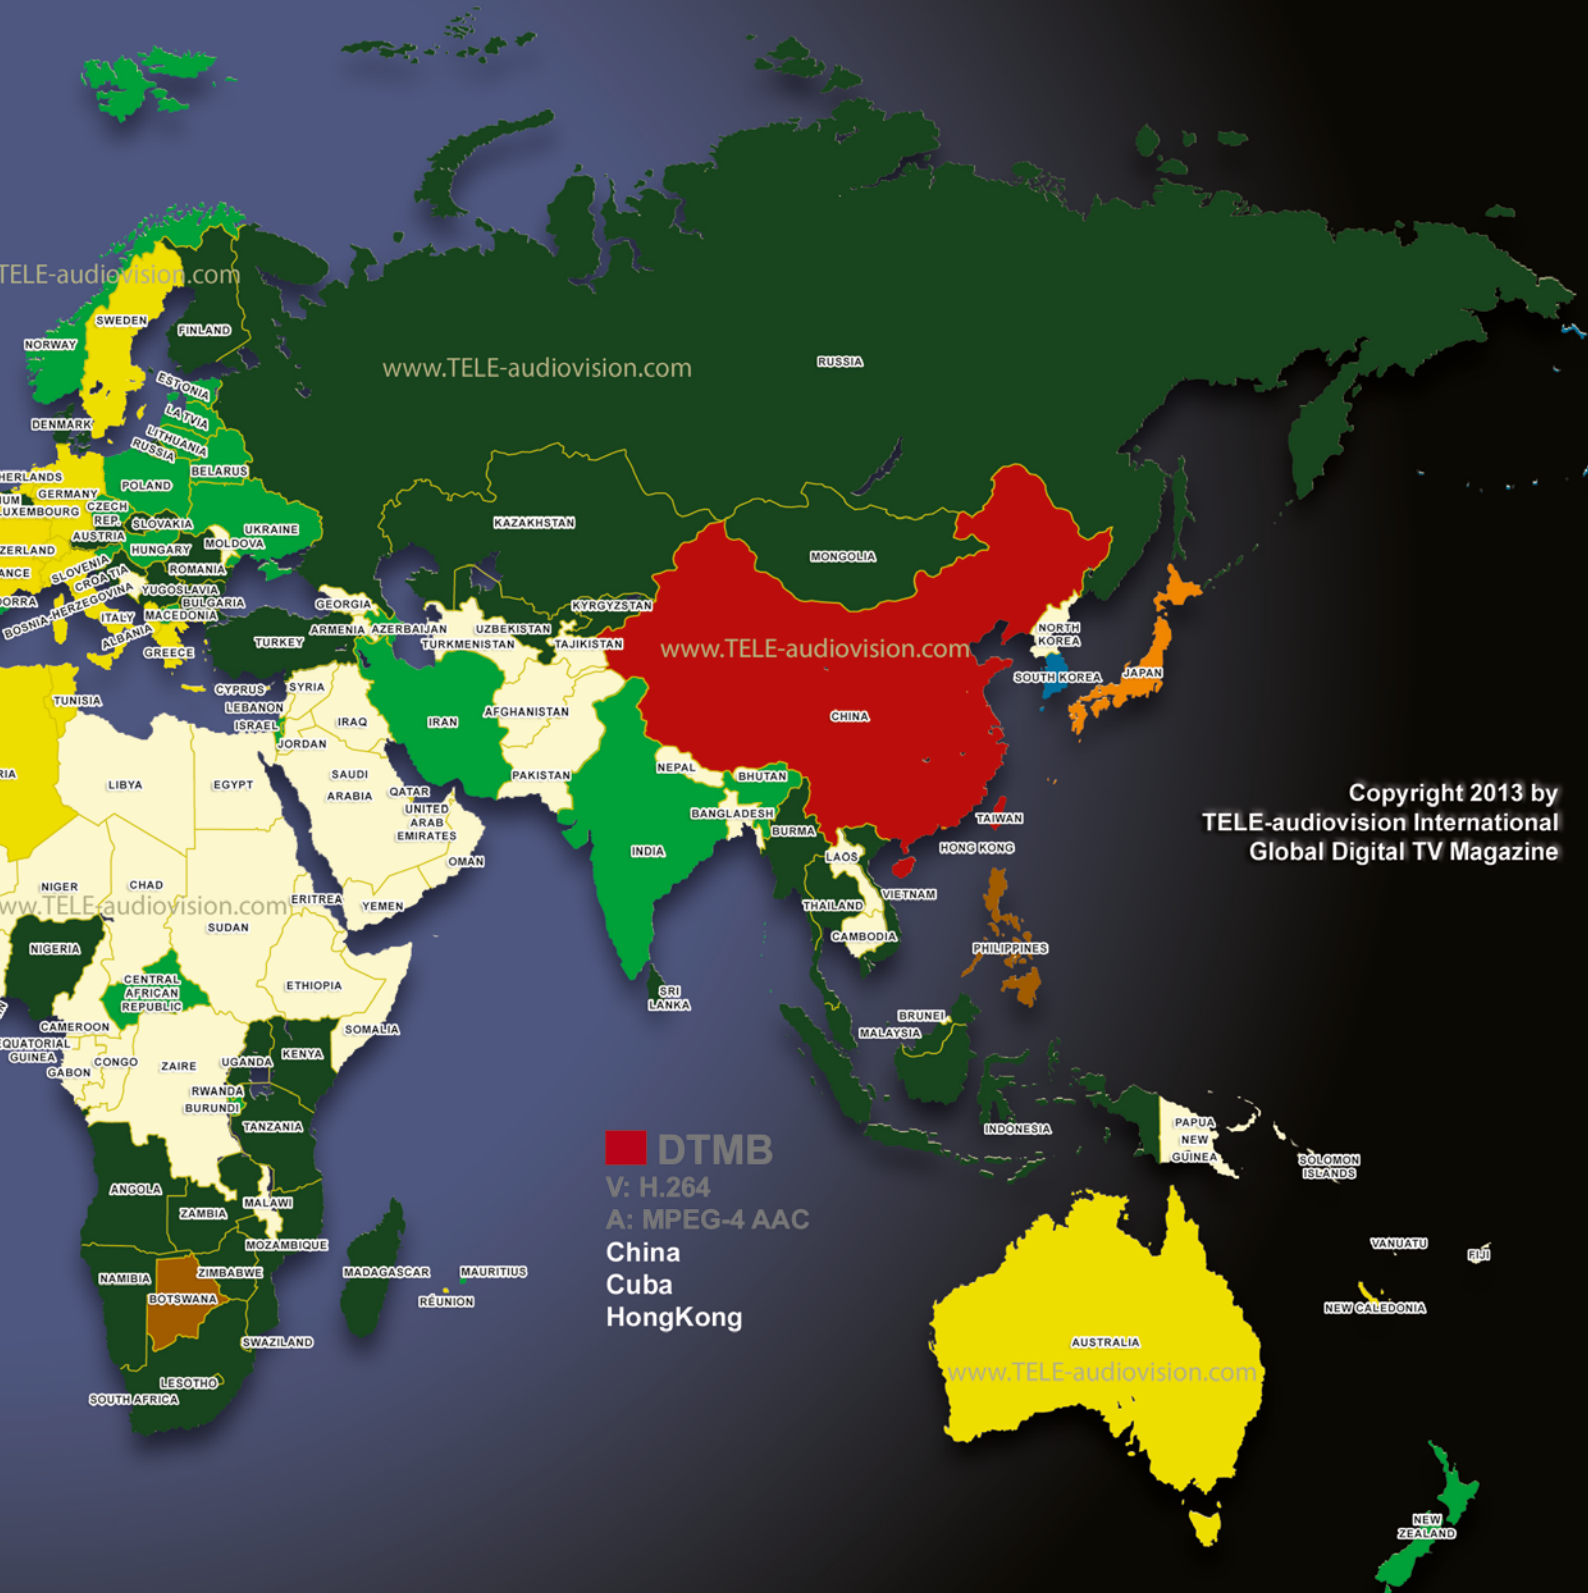 TELE-audiovision.com
SWEDEN
NORWAY
FINLAND
RUSSIA
www.TELE-audiovision.com
ESTONIA
LATVIA
LITHUANIA
RUSSIA
DENMARK
BELARUS
HERLANDS
GERMANY
POLAND
UXEMBOURG
CZECH
REP.
SLOVAKIA
UKRAINE
AUSTRIA
KAZAKHSTAN
ZERLAND
HUNGARY
MOLDOVA
MONGOLIA
ANCE
SLOVENIA
ROMANIA
CROATIA
YUGOSLAVIA
DORRA
BOSNIA-HERZEGOVINA
BULGARIA
ITALY
MACEDONIA
ALBANIA
GREECE
GEORGIA
KYRGYZSTAN
ARMENIA
AZERBAIJAN
UZBEKISTAN
TURKEY
TURKMENISTAN
TAJIKISTAN
www.TELE-audiovision.com
NORTH
KOREA
SOUTH KOREA
JAPAN
TUNISIA
CYPRUS
SYRIA
LEBANON
ISRAEL
IRAQ
IRAN
AFGHANISTAN
CHINA
JORDAN
RIA
LIBYA
EGYPT
SAUDI
ARABIA
QATAR
UNITED
ARAB
EMIRATES
PAKISTAN
NEPAL
BHUTAN
BANGLADESH
BURMA
TAIWAN
HONG KONG
Copyright 2013 by
TELE-audiovision International
Global Digital TV Magazine
INDIA
OMAN
LAOS
NIGER
CHAD
ERITREA
YEMEN
ww.TELE-audiovision.com
SUDAN
THAILAND
VIETNAM
CAMBODIA
PHILIPPINES
NIGERIA
CENTRAL
AFRICAN
REPUBLIC
ETHIOPIA
SRI
LANKA
CAMEROON
SOMALIA
BRUNEI
MALAYSIA
EQUATORIAL
GUINEA
GABON
CONGO
ZAIRE
UGANDA
KENYA
RWANDA
BURUNDI
TANZANIA
INDONESIA
PAPUA
NEW
GUINEA
SOLOMON
ISLANDS
DTMB
V: H.264
A: MPEG-4 AAC
China
Cuba
HongKong
ANGOLA
ZAMBIA
MALAWI
MOZAMBIQUE
NAMIBIA
ZIMBABWE
BOTSWANA
MADAGASCAR
MAURITIUS
RÉUNION
SWAZILAND
LESOTHO
SOUTH AFRICA
VANUATU
FIJI
NEW CALEDONIA
AUSTRALIA
www.TELE-audiovision.com
NEW
ZEALAND